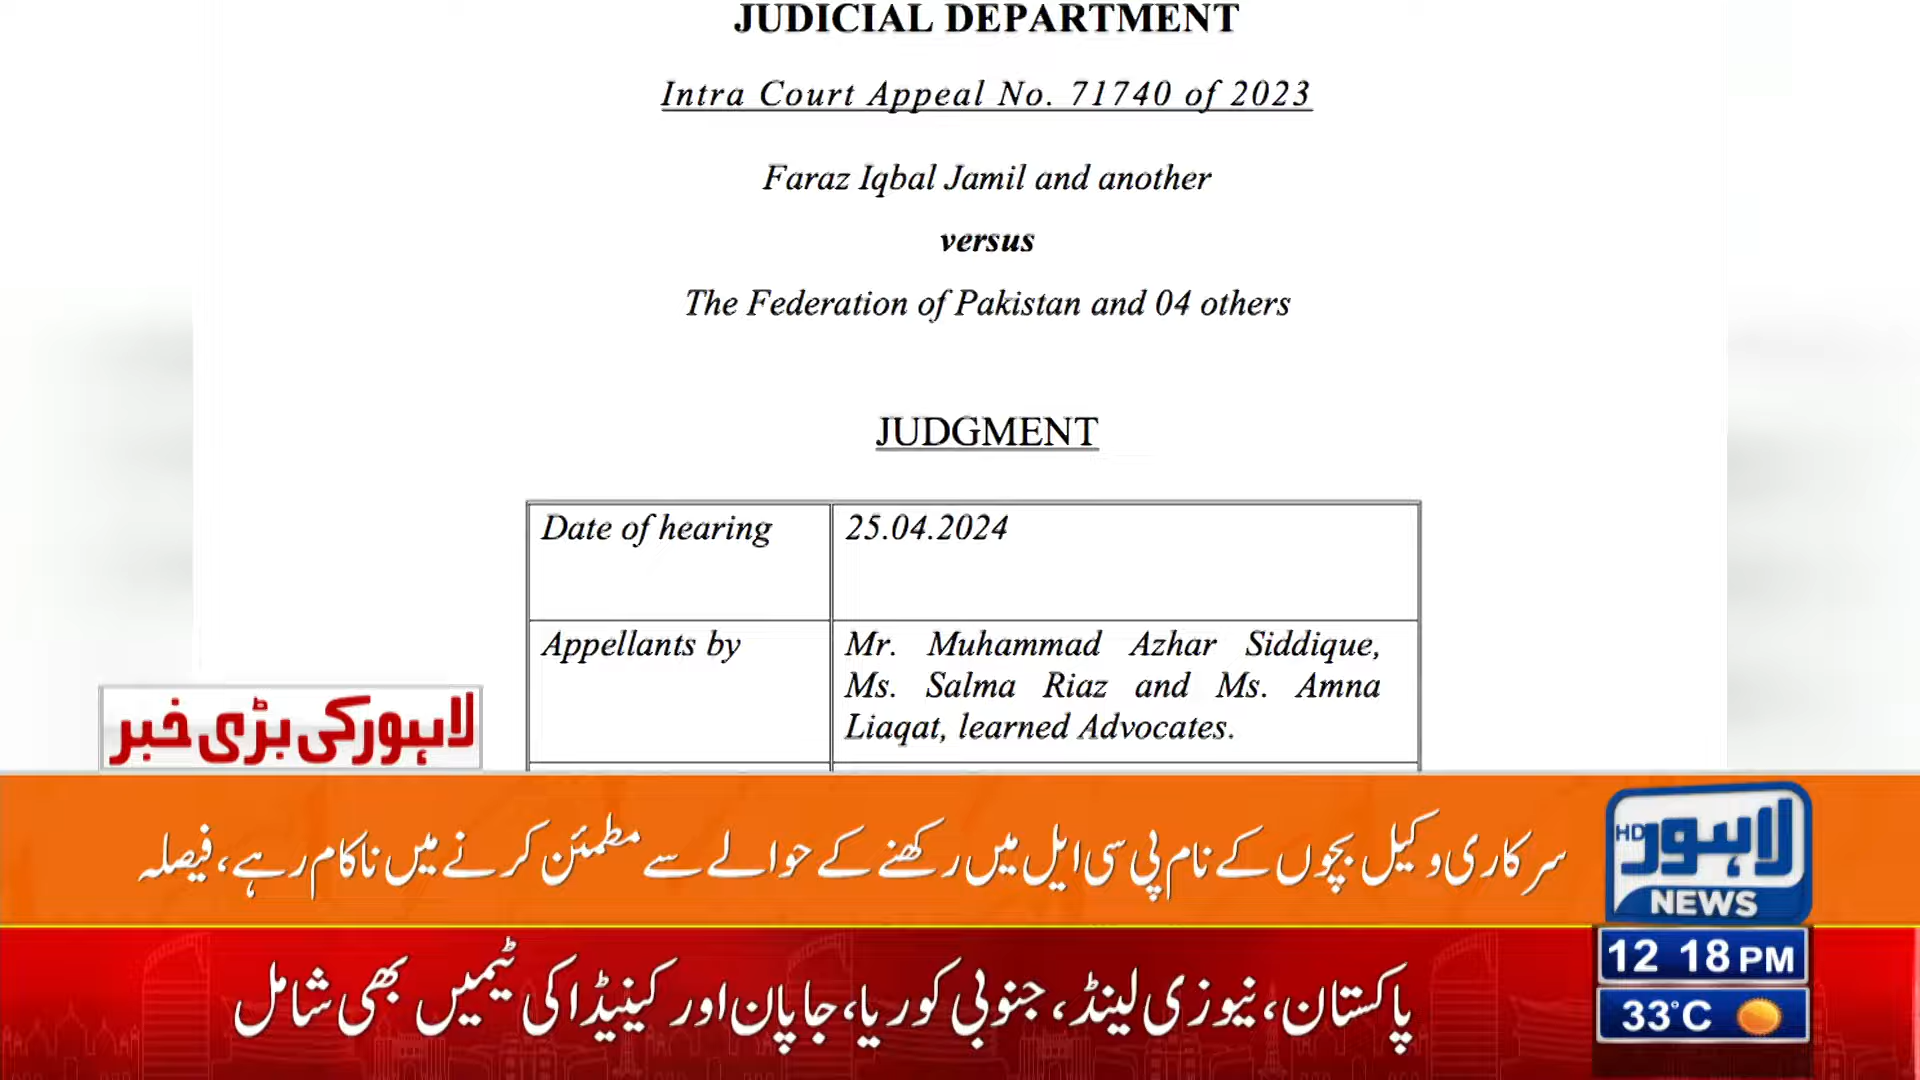 JUDICIAL DEPARTMENT
Intra Court Appeal No. 71740 of 2023
Faraz Iqbal Jamil and another
versus
The Federation of Pakistan and 04 others
JUDGMENT
Date of hearing
25.04.2024
Appellants by
Mr. Muhammad Azhar Siddique,
Ms. Salma Riaz and Ms. Amna
Liaqat, learned Advocates.
لاہور کی بڑی خبر
سرکاری وکیل بچوں کے نام پی سی ایل میں رکھنے کے حوالے سے مطمئن کرنے میں ناکام رہے، فیصلہ
لاہور HD
NEWS
پاکستان، نیوزی لینڈ، جنوبی کوریا، جاپان اور کینیڈا کی ٹیمیں بھی شامل
12 18 PM
33°C